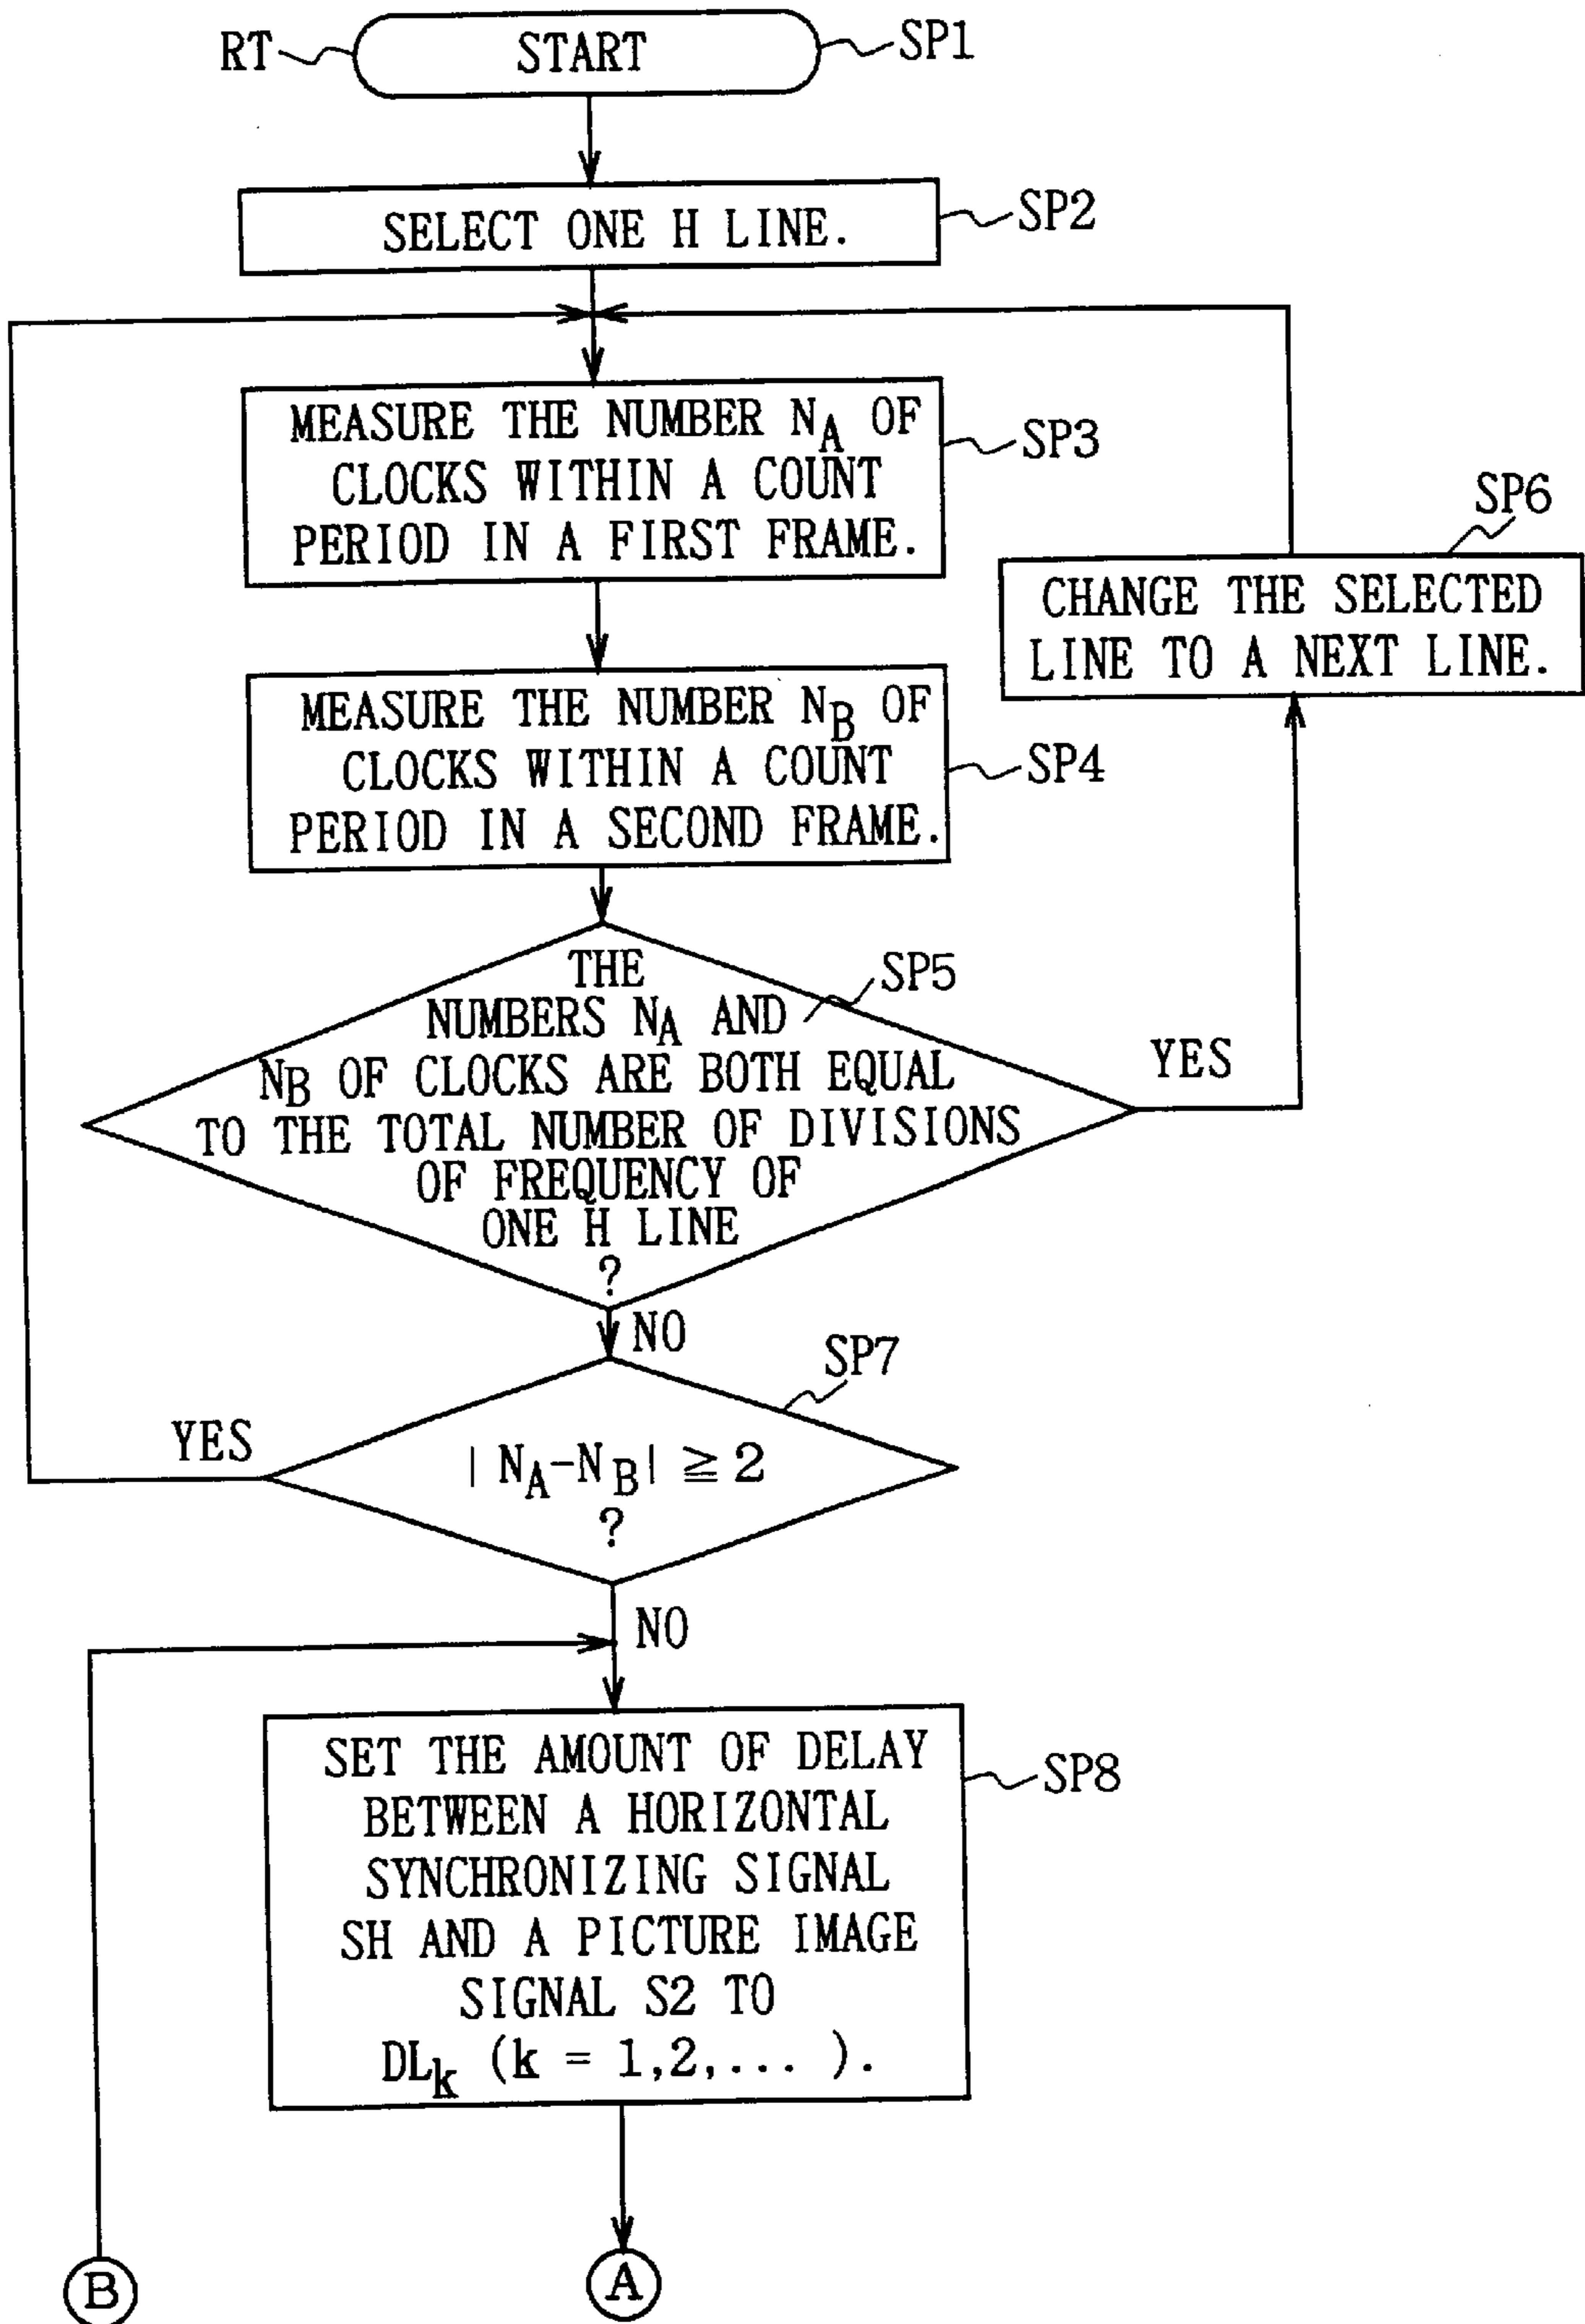 RT
START
SP1
SELECT ONE H LINE.
SP2
MEASURE THE NUMBER NA OF
CLOCKS WITHIN A COUNT
PERIOD IN A FIRST FRAME.
SP3
SP6
CHANGE THE SELECTED
LINE TO A NEXT LINE.
MEASURE THE NUMBER NB OF
CLOCKS WITHIN A COUNT
PERIOD IN A SECOND FRAME.
SP4
THE
NUMBERS NA AND
NB OF CLOCKS ARE BOTH EQUAL
TO THE TOTAL NUMBER OF DIVISIONS
OF FREQUENCY OF
ONE H LINE
?
SP5
YES
NO
SP7
YES
| NA-NB| ≧ 2
?
NO
SET THE AMOUNT OF DELAY
BETWEEN A HORIZONTAL
SYNCHRONIZING SIGNAL
SH AND A PICTURE IMAGE
SIGNAL S2 TO
DLk (k = 1,2,... ).
SP8
B
A